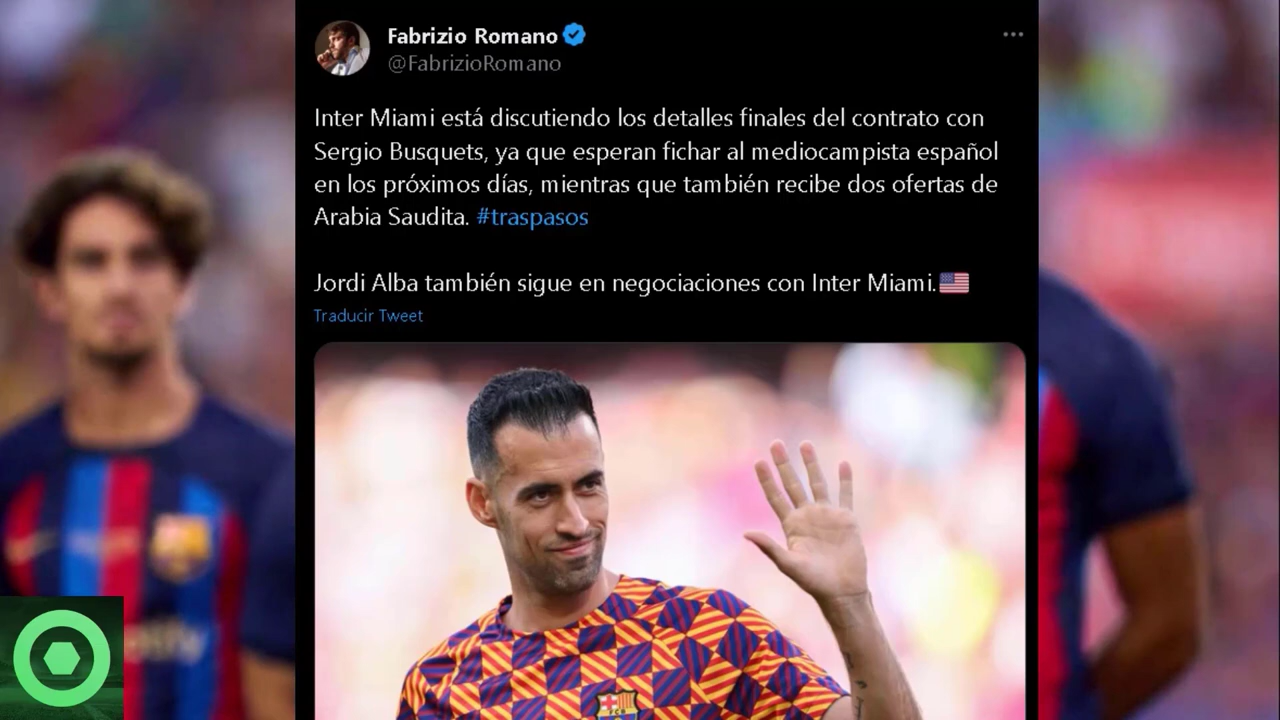 Fabrizio Romano
@FabrizioRomano
Inter Miami está discutiendo los detalles finales del contrato con
Sergio Busquets, ya que esperan fichar al mediocampista español
en los próximos días, mientras que también recibe dos ofertas de
Arabia Saudita. #traspasos
Jordi Alba también sigue en negociaciones con Inter Miami.
Traducir Tweet